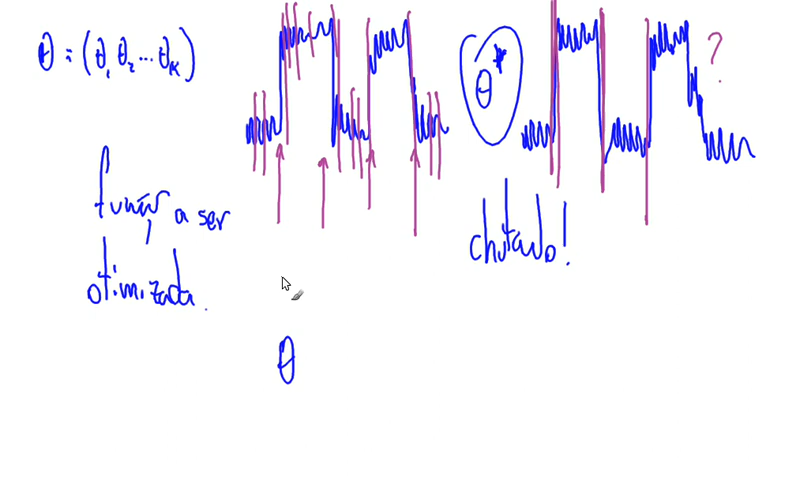 θ = (θ₁ θ₂ ... θₖ)
θ*
?
função a ser
otimizada.
chutado!
θ